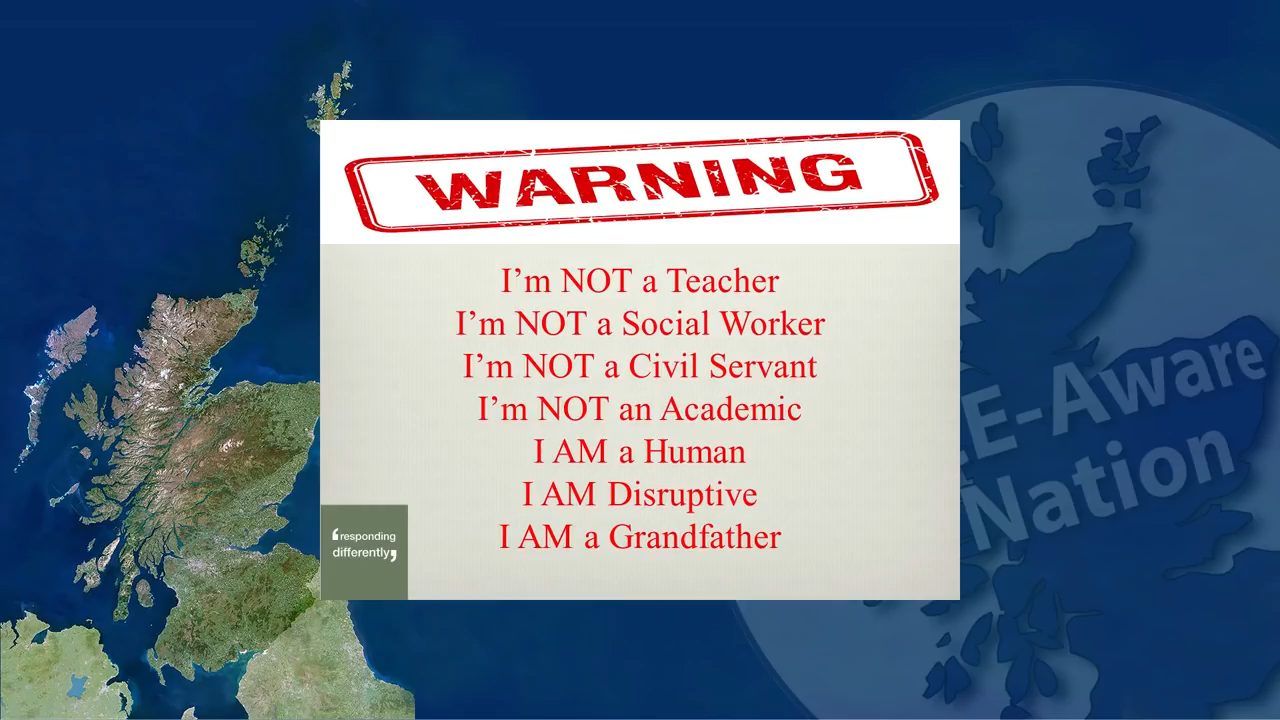 WARNING
I'm NOT a Teacher
I'm NOT a Social Worker
I'm NOT a Civil Servant
I'm NOT an Academic
I AM a Human
I AM Disruptive
I AM a Grandfather
‘responding
differently’
E-Aware
Nation